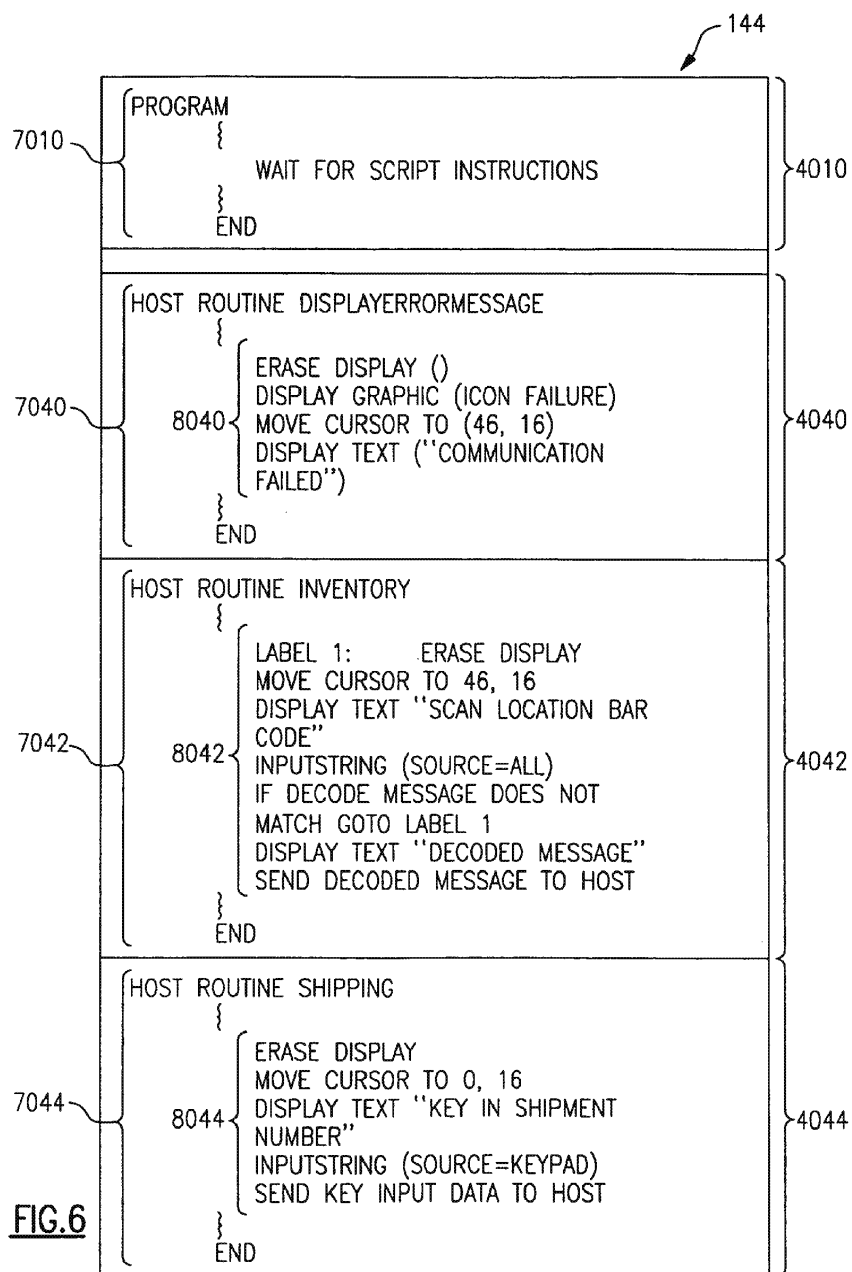 144
PROGRAM
{
7010
WAIT FOR SCRIPT INSTRUCTIONS
4010
}
END
HOST ROUTINE DISPLAYERRORMESSAGE
{
ERASE DISPLAY ()
DISPLAY GRAPHIC (ICON FAILURE)
7040
8040
MOVE CURSOR TO (46, 16)
4040
DISPLAY TEXT ("COMMUNICATION
FAILED")
}
END
HOST ROUTINE INVENTORY
{
LABEL 1: ERASE DISPLAY
MOVE CURSOR TO 46, 16
DISPLAY TEXT "SCAN LOCATION BAR
CODE"
7042
8042
INPUTSTRING (SOURCE=ALL)
4042
IF DECODE MESSAGE DOES NOT
MATCH GOTO LABEL 1
DISPLAY TEXT "DECODED MESSAGE"
SEND DECODED MESSAGE TO HOST
}
END
HOST ROUTINE SHIPPING
{
ERASE DISPLAY
MOVE CURSOR TO 0, 16
7044
8044
DISPLAY TEXT "KEY IN SHIPMENT
NUMBER"
4044
INPUTSTRING (SOURCE=KEYPAD)
SEND KEY INPUT DATA TO HOST
}
END
FIG.6